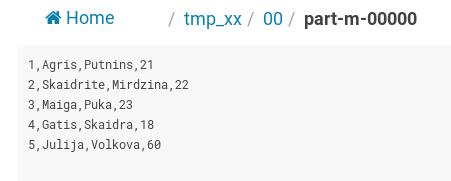 Home / tmp_xx / 00 / part-m-00000
1,Agris,Putnins,21
2,Skaidrite,Mirdzina,22
3,Maiga,Puka,23
4,Gatis,Skaidra,18
5,Julija,Volkova,60